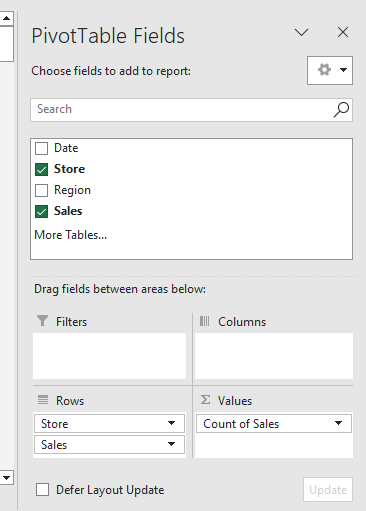 PivotTable Fields
Choose fields to add to report:
Search
Date
Store
Region
Sales
More Tables...
Drag fields between areas below:
Filters
Columns
Rows
Values
Store
Count of Sales
Sales
Defer Layout Update
Update